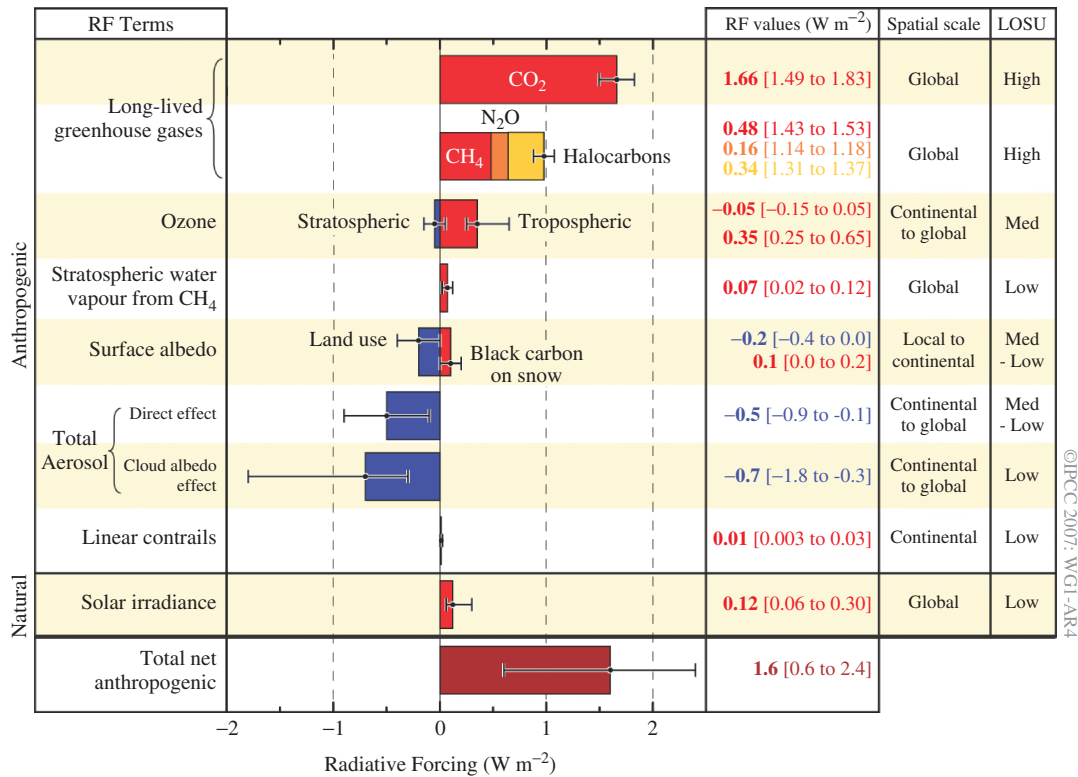 RF Terms
RF values (W m⁻²)
Spatial scale
LOSU
Anthropogenic
Long-lived
greenhouse gases
CO₂
1.66 [1.49 to 1.83]
Global
High
N₂O
CH₄
Halocarbons
0.48 [1.43 to 1.53]
0.16 [1.14 to 1.18]
0.34 [1.31 to 1.37]
Global
High
Ozone
Stratospheric
Tropospheric
−0.05 [−0.15 to 0.05]
0.35 [0.25 to 0.65]
Continental
to global
Med
Stratospheric water
vapour from CH₄
0.07 [0.02 to 0.12]
Global
Low
Surface albedo
Land use
Black carbon
on snow
−0.2 [−0.4 to 0.0]
0.1 [0.0 to 0.2]
Local to
continental
Med
- Low
Total
Aerosol
Direct effect
−0.5 [−0.9 to -0.1]
Continental
to global
Med
- Low
Cloud albedo
effect
−0.7 [−1.8 to -0.3]
Continental
to global
Low
Linear contrails
0.01 [0.003 to 0.03]
Continental
Low
Natural
Solar irradiance
0.12 [0.06 to 0.30]
Global
Low
Total net
anthropogenic
1.6 [0.6 to 2.4]
−2 −1 0 1 2
Radiative Forcing (W m⁻²)
©IPCC 2007: WG1-AR4